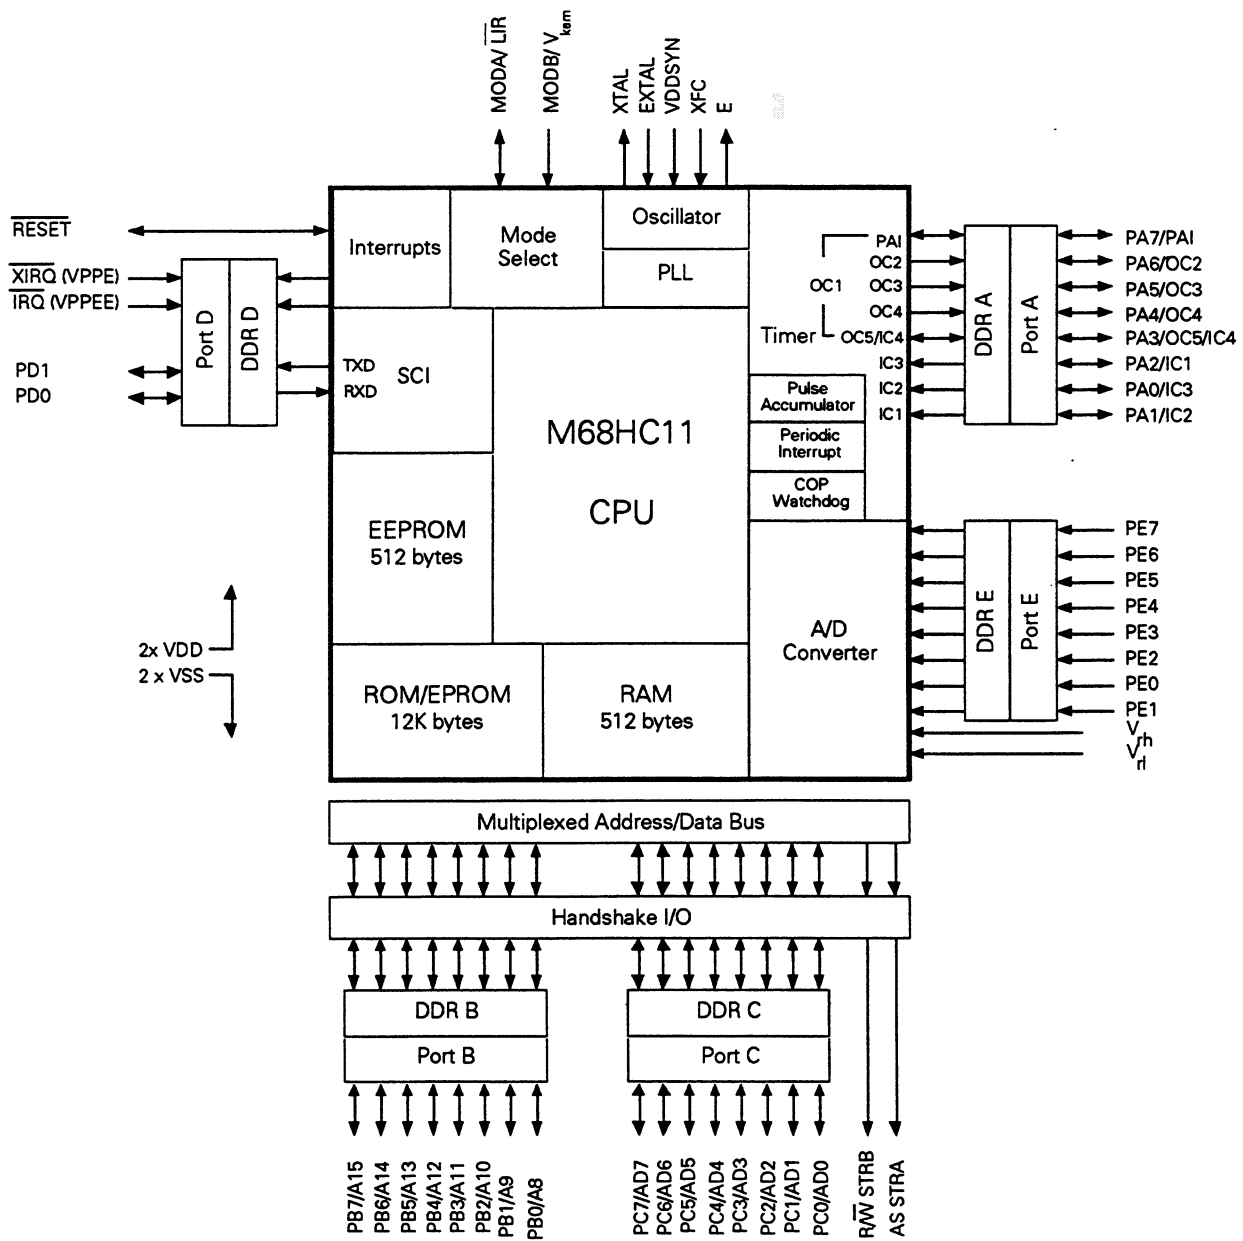 MODA/ LIR
MODB/ Vkam
XTAL
EXTAL
VDDSYN
XFC
E
RESET
XIRQ (VPPE)
IRQ (VPPEE)
PD1
PD0
Port D
DDR D
Interrupts
Mode
Select
Oscillator
PLL
TXD
RXD
SCI
M68HC11
CPU
EEPROM
512 bytes
ROM/EPROM
12K bytes
RAM
512 bytes
Timer
OC1
PAI
OC2
OC3
OC4
OC5/IC4
IC3
IC2
IC1
Pulse
Accumulator
Periodic
Interrupt
COP
Watchdog
A/D
Converter
DDR A
Port A
PA7/PAI
PA6/OC2
PA5/OC3
PA4/OC4
PA3/OC5/IC4
PA2/IC1
PA0/IC3
PA1/IC2
DDR E
Port E
PE7
PE6
PE5
PE4
PE3
PE2
PE0
PE1
Vrh
Vrl
2x VDD
2 x VSS
Multiplexed Address/Data Bus
Handshake I/O
DDR B
Port B
DDR C
Port C
PB7/A15
PB6/A14
PB5/A13
PB4/A12
PB3/A11
PB2/A10
PB1/A9
PB0/A8
PC7/AD7
PC6/AD6
PC5/AD5
PC4/AD4
PC3/AD3
PC2/AD2
PC1/AD1
PC0/AD0
R/W STRB
AS STRA